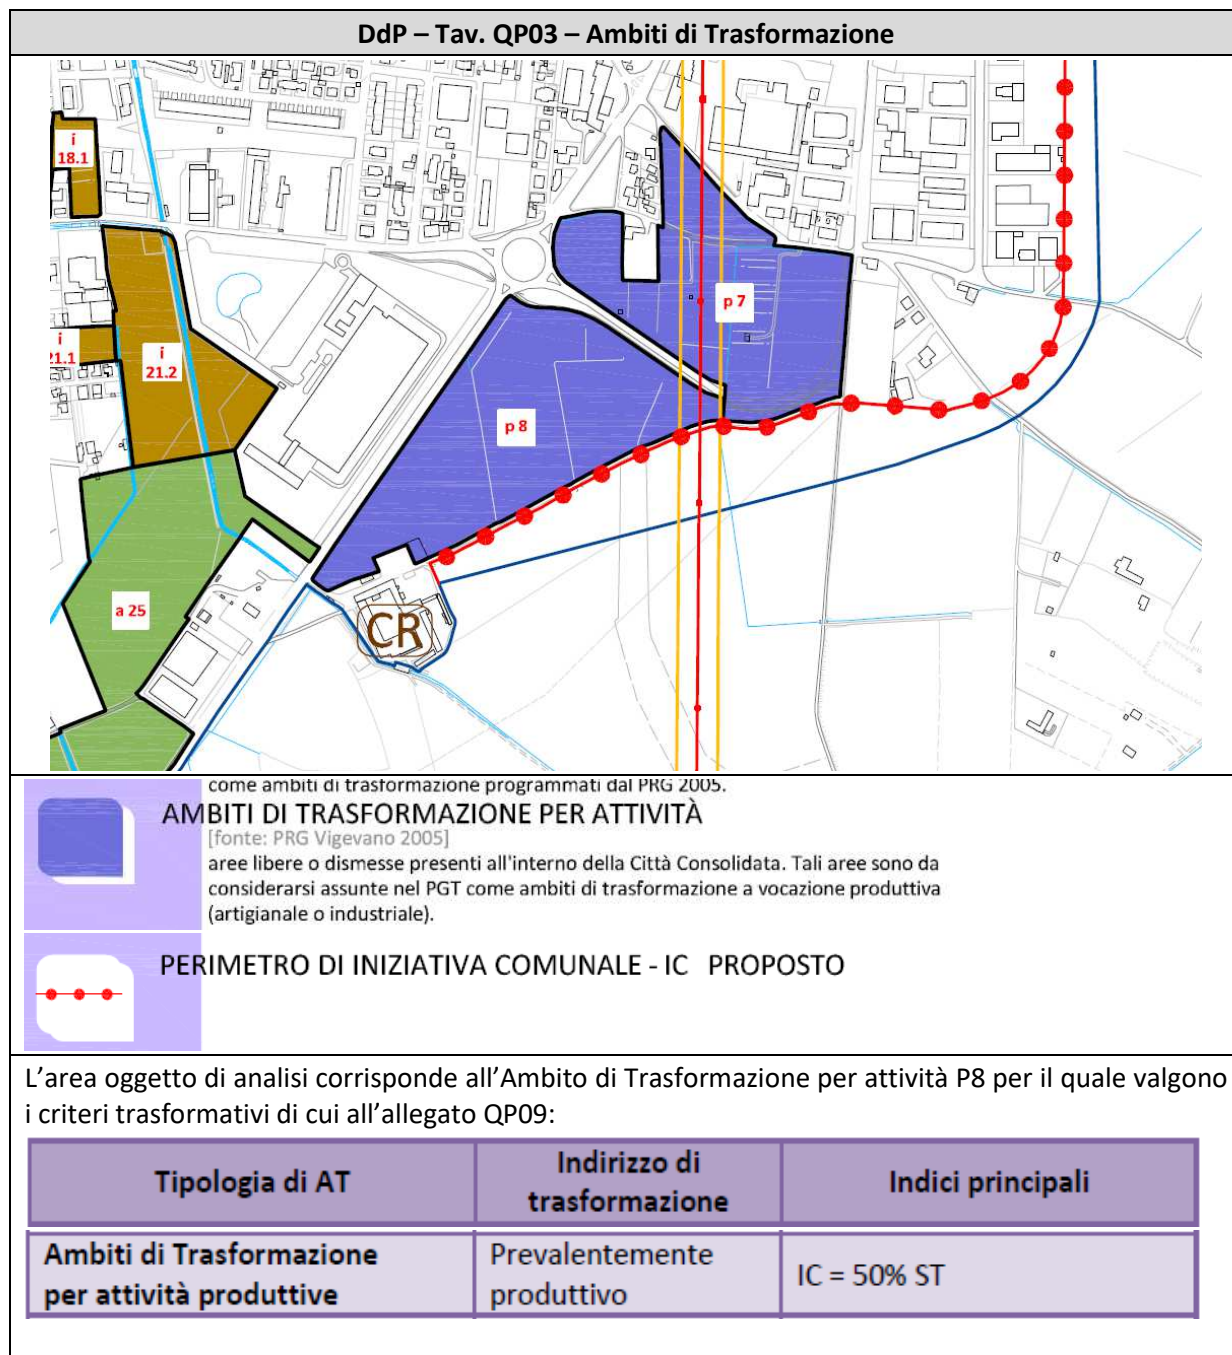 DdP – Tav. QP03 – Ambiti di Trasformazione
i
18.1
i
21.1
i
21.2
p 7
p 8
a 25
CR
come ambiti di trasformazione programmati dal PRG 2005.
AMBITI DI TRASFORMAZIONE PER ATTIVITÀ
[fonte: PRG Vigevano 2005]
aree libere o dismesse presenti all'interno della Città Consolidata. Tali aree sono da
considerarsi assunte nel PGT come ambiti di trasformazione a vocazione produttiva
(artigianale o industriale).
PERIMETRO DI INIZIATIVA COMUNALE - IC PROPOSTO
L’area oggetto di analisi corrisponde all’Ambito di Trasformazione per attività P8 per il quale valgono
i criteri trasformativi di cui all’allegato QP09:
Tipologia di AT
Indirizzo di
trasformazione
Indici principali
Ambiti di Trasformazione
per attività produttive
Prevalentemente
produttivo
IC = 50% ST